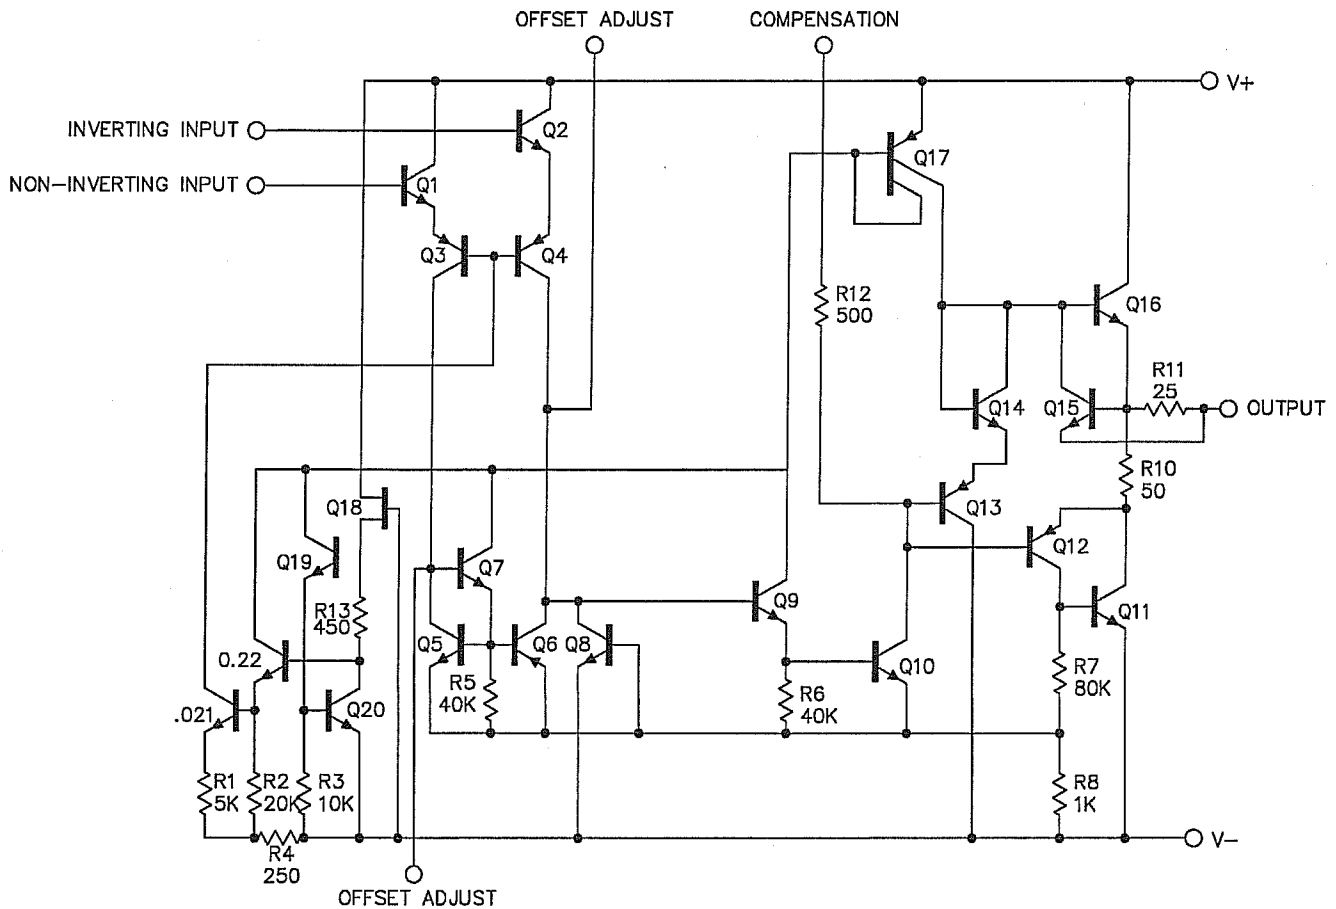 OFFSET ADJUST
COMPENSATION
V+
INVERTING INPUT
Q2
Q17
NON-INVERTING INPUT
Q1
Q3
Q4
R12
500
Q16
R11
25
Q14
Q15
OUTPUT
R10
50
Q18
Q13
Q12
Q19
Q7
R13
450
Q9
Q11
Q5
Q6
Q8
0.22
Q10
R5
40K
R6
40K
R7
80K
.021
Q20
R1
5K
R2
20K
R3
10K
R8
1K
R4
250
V-
OFFSET ADJUST